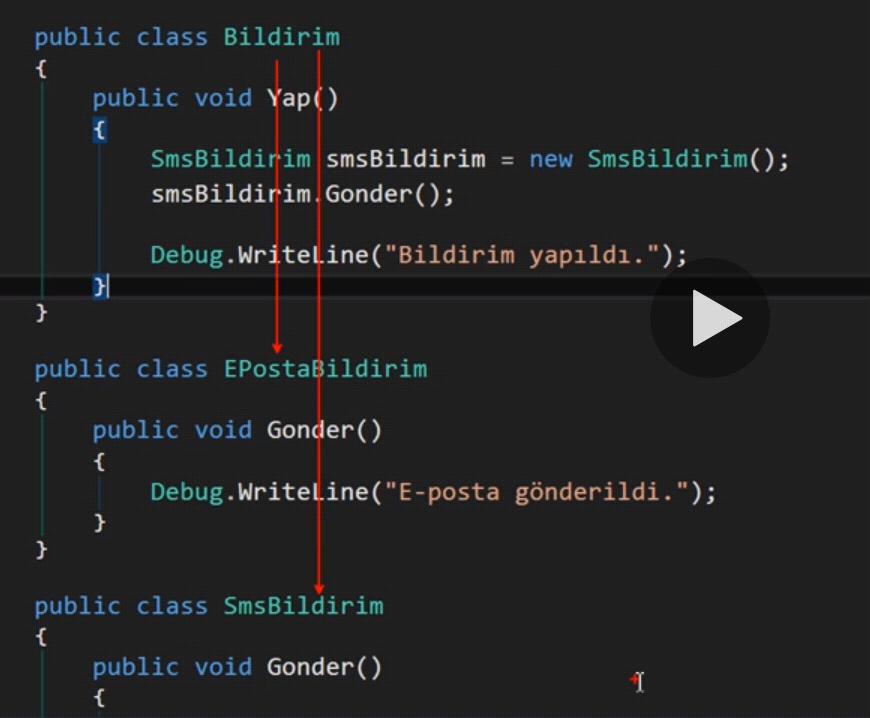 public class Bildirim
{
public void Yap()
{
SmsBildirim smsBildirim = new SmsBildirim();
smsBildirim.Gonder();
Debug.WriteLine("Bildirim yapıldı.");
}
}
public class EPostaBildirim
{
public void Gonder()
{
Debug.WriteLine("E-posta gönderildi.");
}
}
public class SmsBildirim
{
public void Gonder()
{